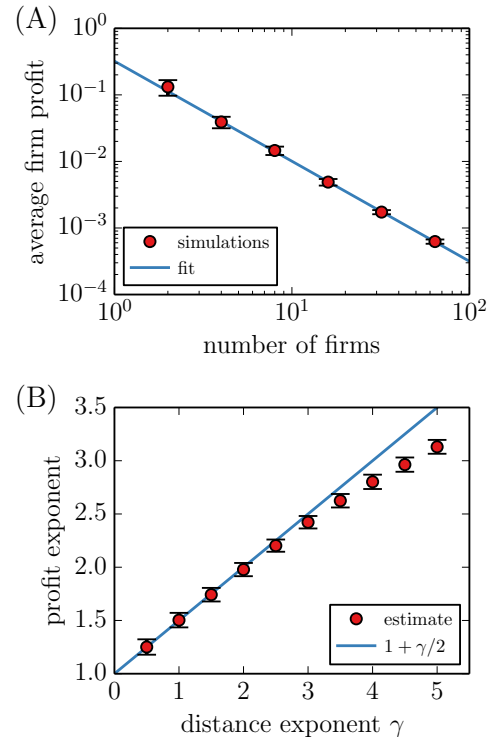 (A)
10^0
10^{-1}
10^{-2}
10^{-3}
10^{-4}
average firm profit
simulations
fit
10^0 10^1 10^2
number of firms
(B)
3.5
3.0
2.5
2.0
1.5
1.0
profit exponent
estimate
1 + γ/2
0 1 2 3 4 5
distance exponent γ